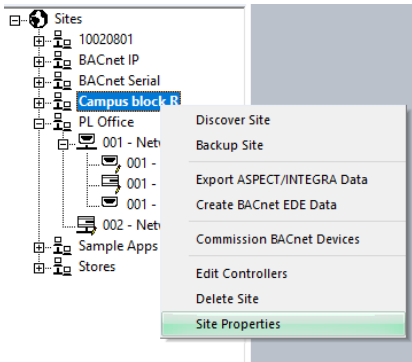 Sites
10020801
BACnet IP
BACnet Serial
Campus block R
PL Office
001 - Net
001 -
001 -
001 -
002 - Net
Sample Apps
Stores
Discover Site
Backup Site
Export ASPECT/INTEGRA Data
Create BACnet EDE Data
Commission BACnet Devices
Edit Controllers
Delete Site
Site Properties